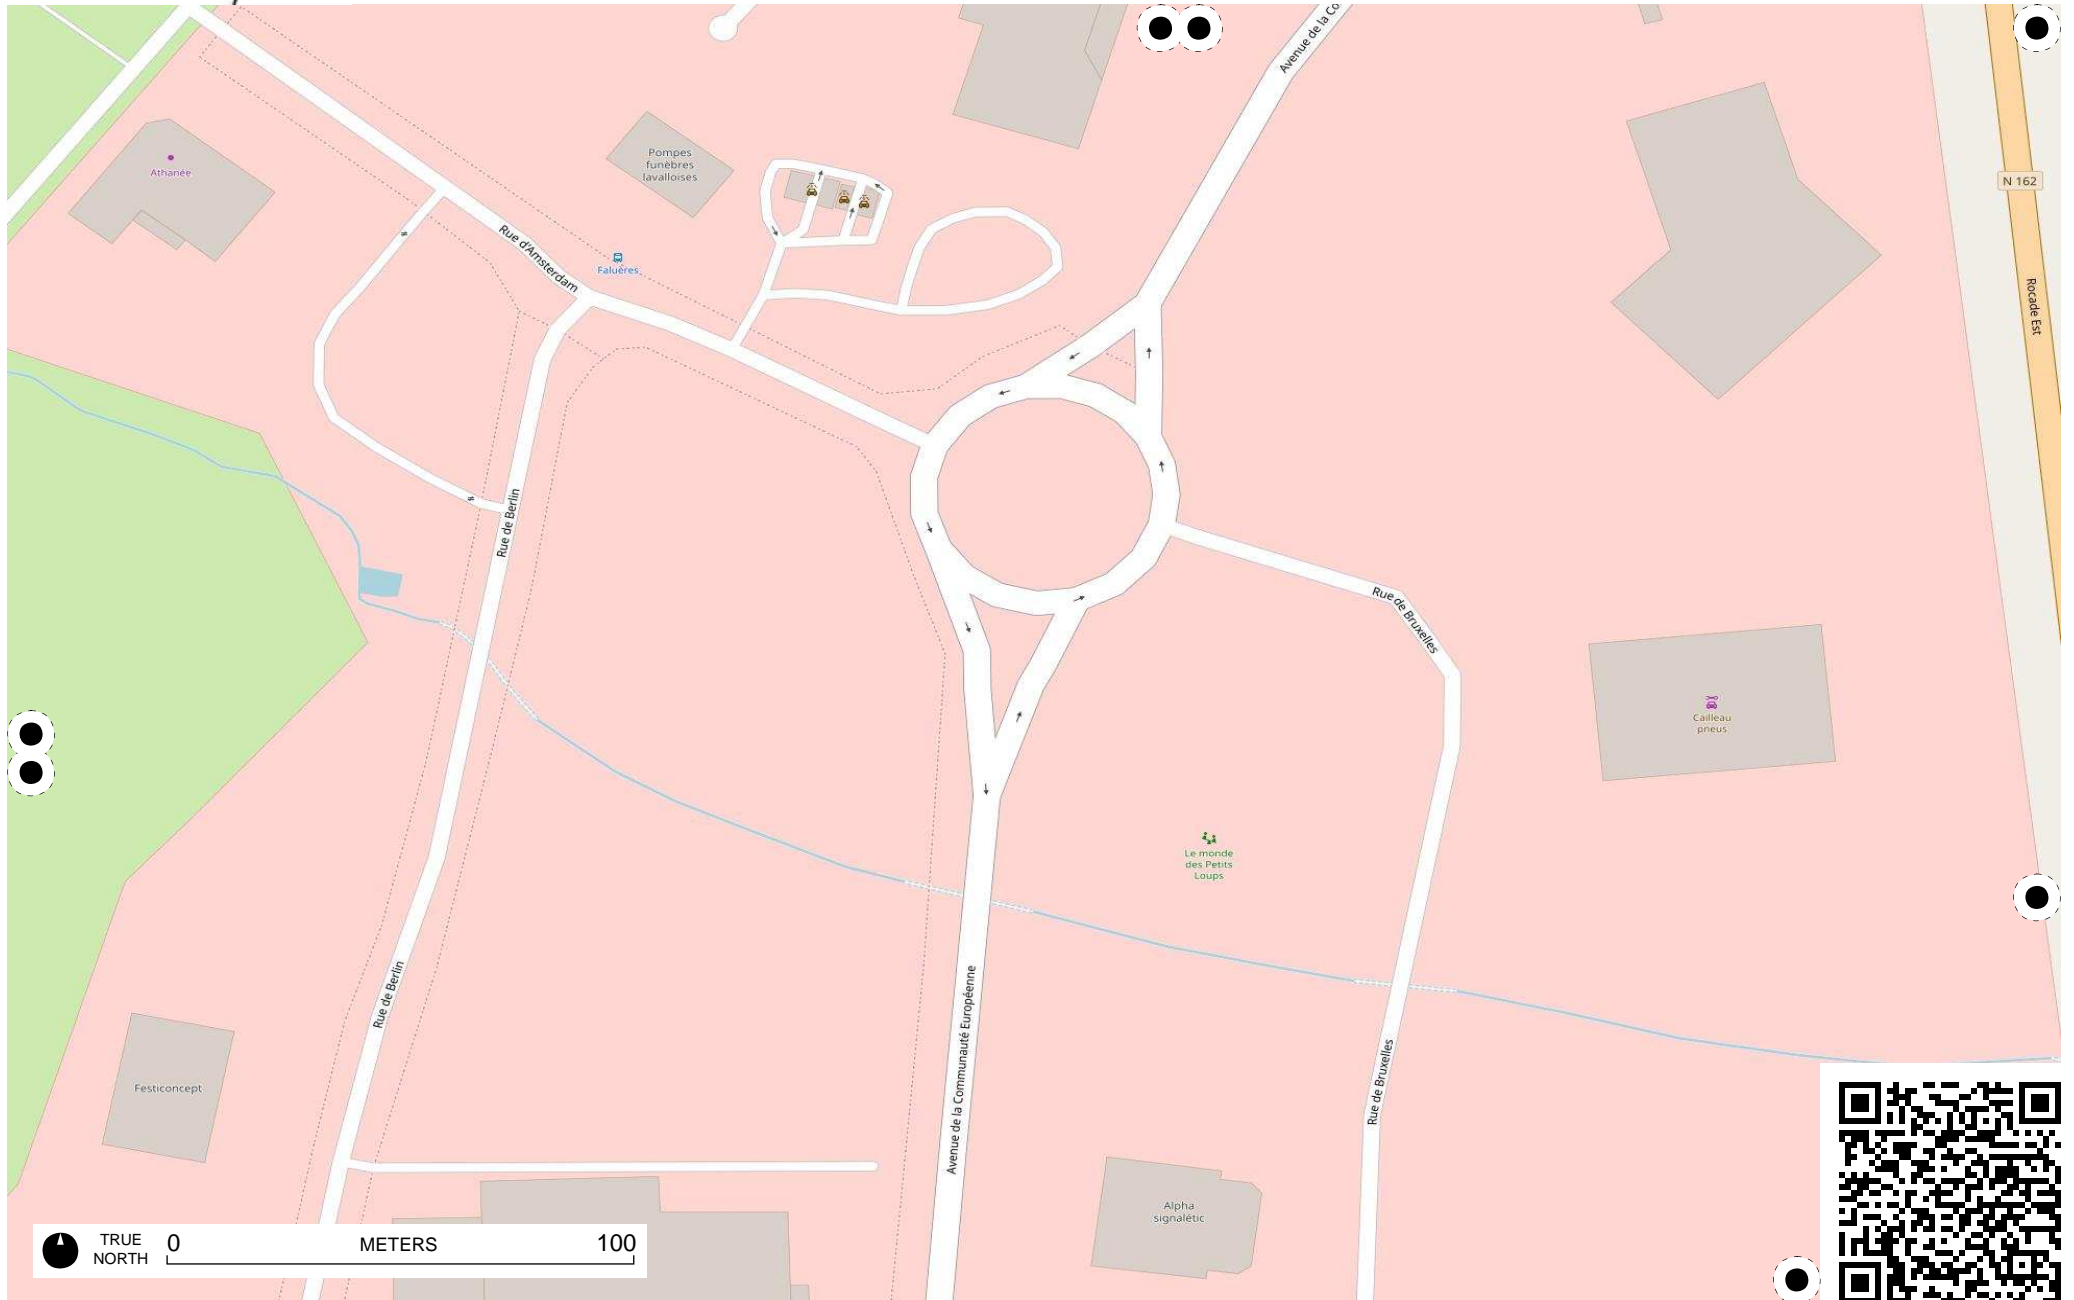 Avenue de la Co
Pompes
funèbres
lavalloises
Athanée
N 162
Rue d'Amsterdam
Faluères
Rocade Est
Rue de Berlin
Rue de Bruxelles
Cailleau
pneus
Le monde
des Petits
Loups
Rue de Berlin
Avenue de la Communauté Européenne
Rue de Bruxelles
Festiconcept
Alpha
signalétic
TRUE
NORTH
0 METERS 100